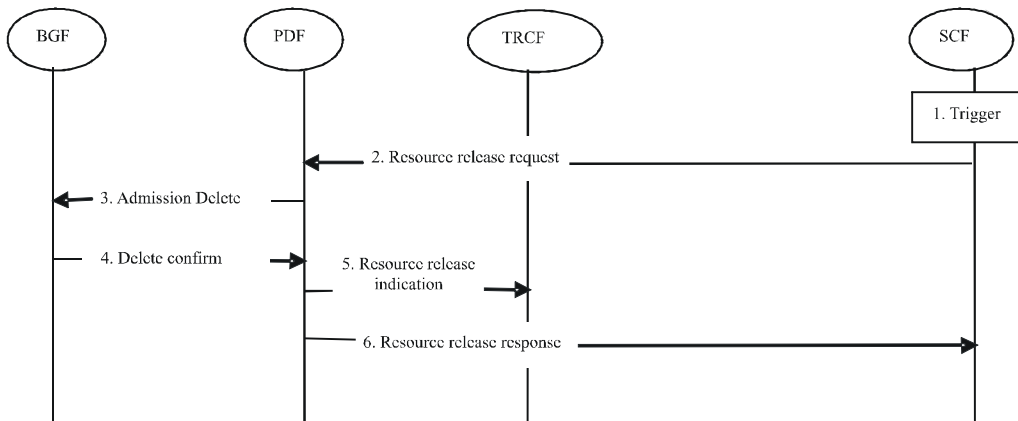 BGF
PDF
TRCF
SCF
1. Trigger
2. Resource release request
3. Admission Delete
4. Delete confirm
5. Resource release
indication
6. Resource release response